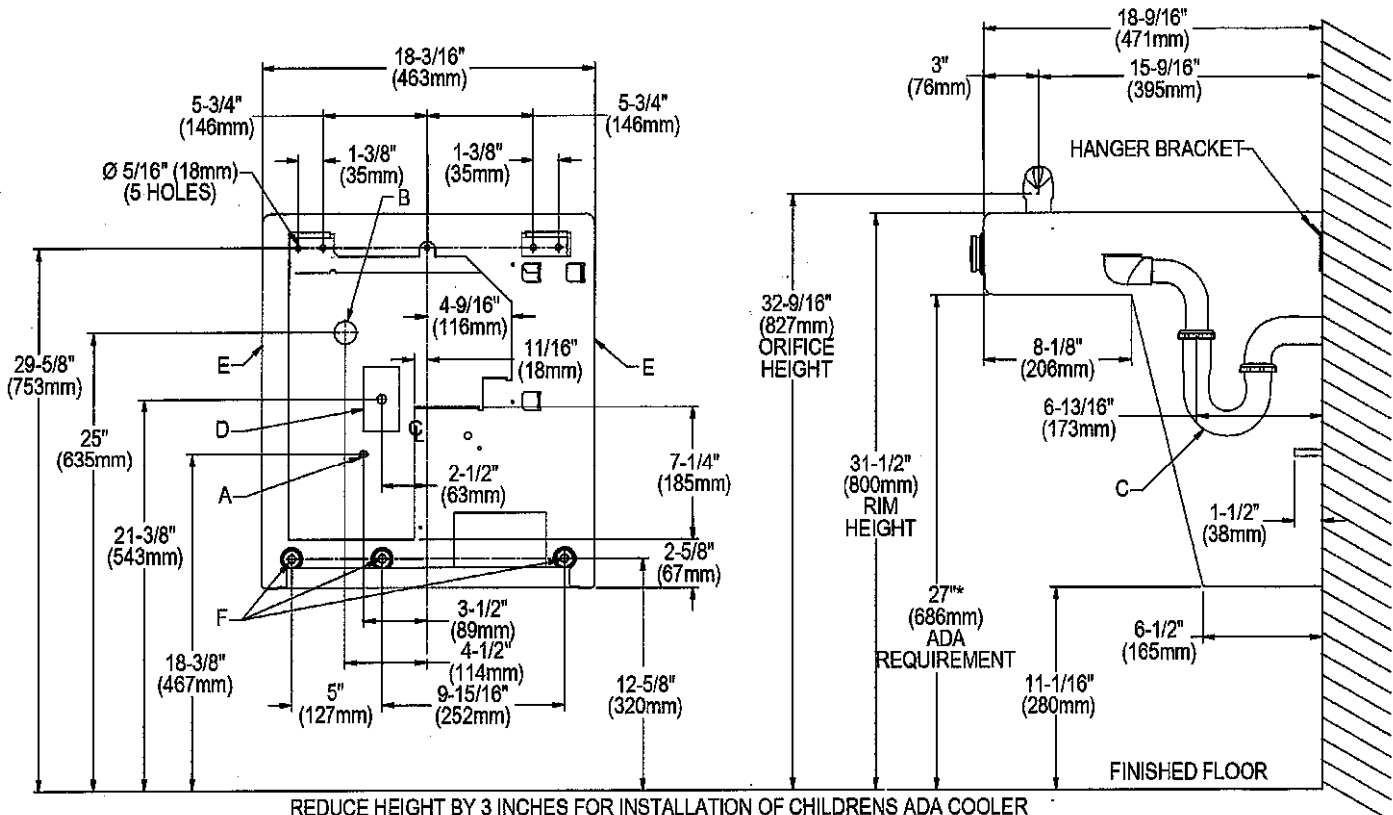 18-3/16"
(463mm)
5-3/4"
(146mm)
5-3/4"
(146mm)
1-3/8"
(35mm)
1-3/8"
(35mm)
Ø 5/16" (18mm)
(5 HOLES)
B
4-9/16"
(116mm)
11/16"
(18mm)
E
E
29-5/8"
(753mm)
25"
(635mm)
D
CL
A
2-1/2"
(63mm)
7-1/4"
(185mm)
21-3/8"
(543mm)
2-5/8"
(67mm)
F
3-1/2"
(89mm)
4-1/2"
(114mm)
18-3/8"
(467mm)
5"
(127mm)
9-15/16"
(252mm)
12-5/8"
(320mm)
18-9/16"
(471mm)
3"
(76mm)
15-9/16"
(395mm)
HANGER BRACKET
32-9/16"
(827mm)
ORIFICE
HEIGHT
8-1/8"
(206mm)
6-13/16"
(173mm)
31-1/2"
(800mm)
RIM
HEIGHT
C
1-1/2"
(38mm)
27"*
(686mm)
ADA
REQUIREMENT
6-1/2"
(165mm)
11-1/16"
(280mm)
FINISHED FLOOR
REDUCE HEIGHT BY 3 INCHES FOR INSTALLATION OF CHILDRENS ADA COOLER